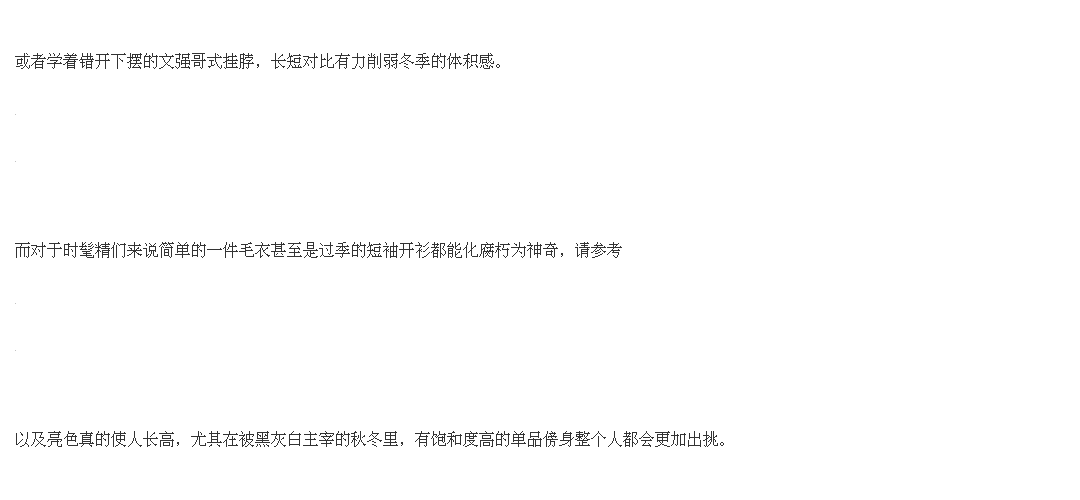 或者学着错开下摆的文强哥式挂脖，长短对比有力削弱冬季的体积感。
而对于时髦精们来说简单的一件毛衣甚至是过季的短袖开衫都能化腐朽为神奇，请参考
以及亮色真的使人长高，尤其在被黑灰白主宰的秋冬里，有饱和度高的单品傍身整个人都会更加出挑。